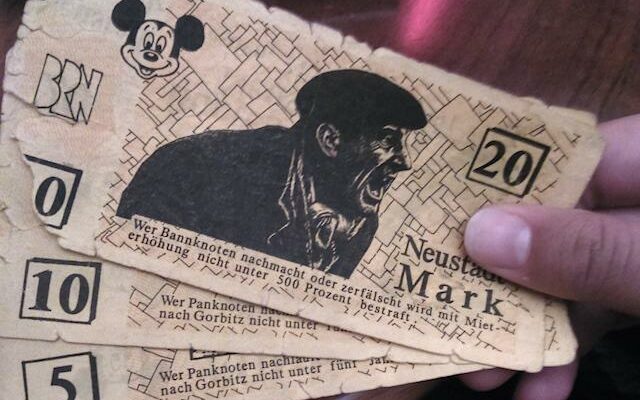 BRN
20
Wer Bannknoten nachmacht oder zerfälscht wird mit Miet-
erhöhung nicht unter 500 Prozent bestraft.
Neustadt
Mark
0
10
Wer Panknoten
nach Gorbitz nicht unter
5
Wer Panknoten
nach Gorbitz nicht unter fünf